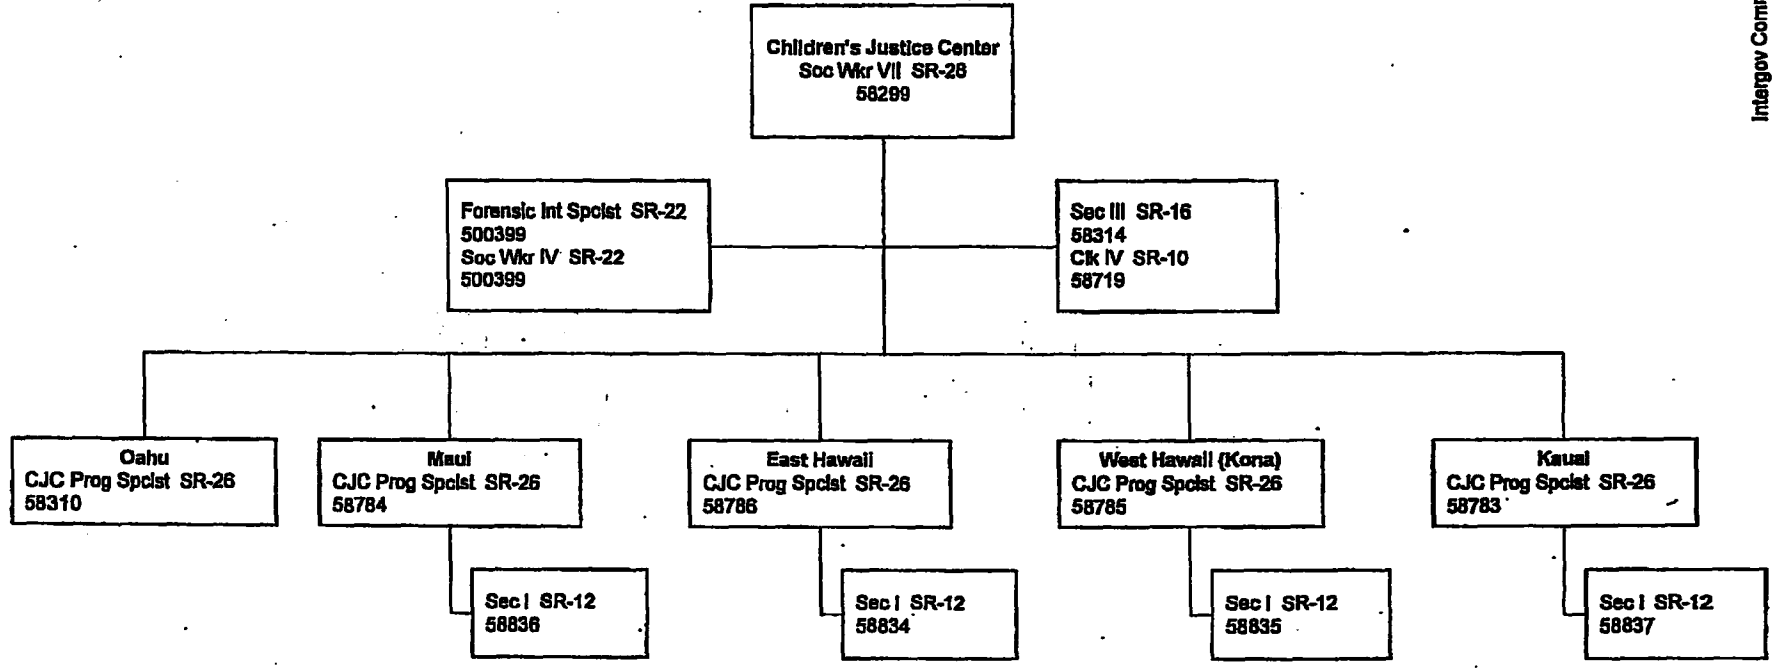 Children's Justice Center
Soc Wkr VII SR-28
58299
Forensic Int Spclst SR-22
500399
Soc Wkr IV SR-22
500399
Sec III SR-16
58314
Clk IV SR-10
58719
Oahu
CJC Prog Spclst SR-26
58310
Maui
CJC Prog Spclst SR-26
58784
East Hawaii
CJC Prog Spclst SR-26
58786
West Hawaii (Kona)
CJC Prog Spclst SR-26
58785
Kauai
CJC Prog Spclst SR-26
58783
Sec I SR-12
58836
Sec I SR-12
58834
Sec I SR-12
58835
Sec I SR-12
58837
Intergov